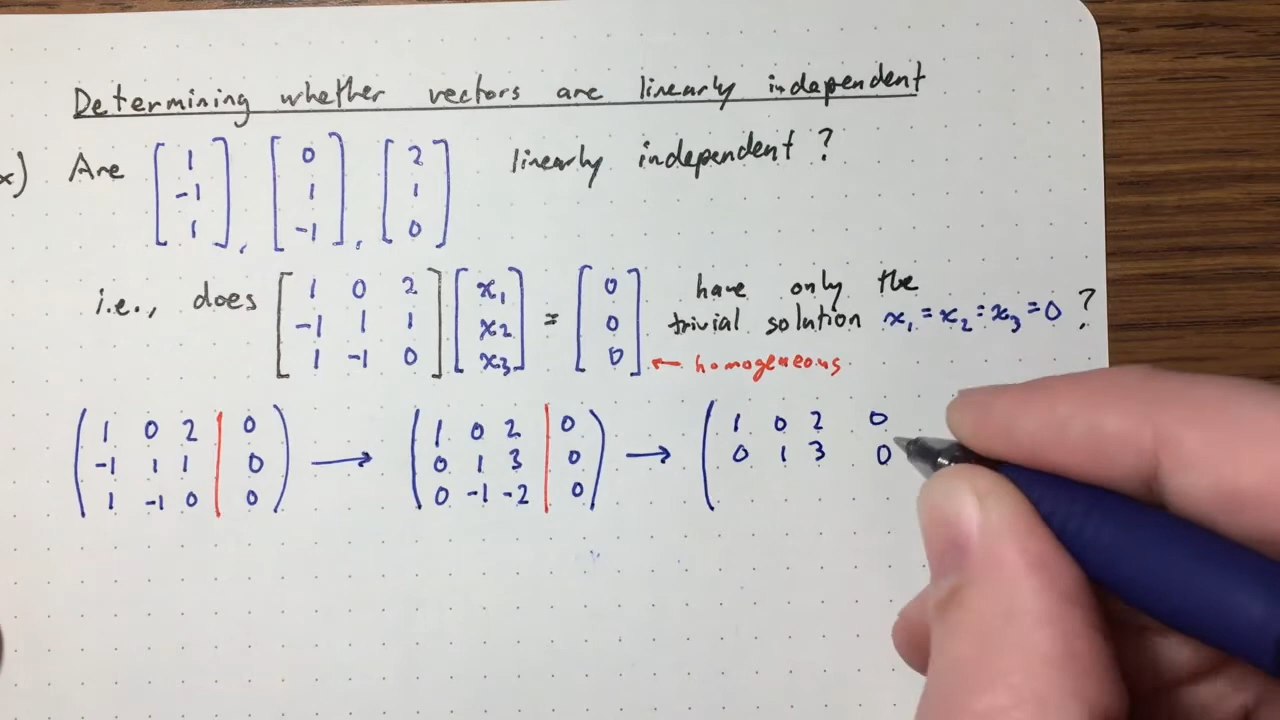 Determining whether vectors are linearly independent
x) Are [1 -1 1], [0 1 -1], [2 1 0] linearly independent?
i.e., does [1 0 2 -1 1 1 1 -1 0] [x₁ x₂ x₃] = [0 0 0] have only the trivial solution x₁ = x₂ = x₃ = 0 ?
← homogeneous
(1 0 2 | 0 → (1 0 2 | 0 → (1 0 2 0
-1 1 1 | 0 0 1 3 | 0 0 1 3 0
1 -1 0 | 0) 0 -1 -2 | 0)